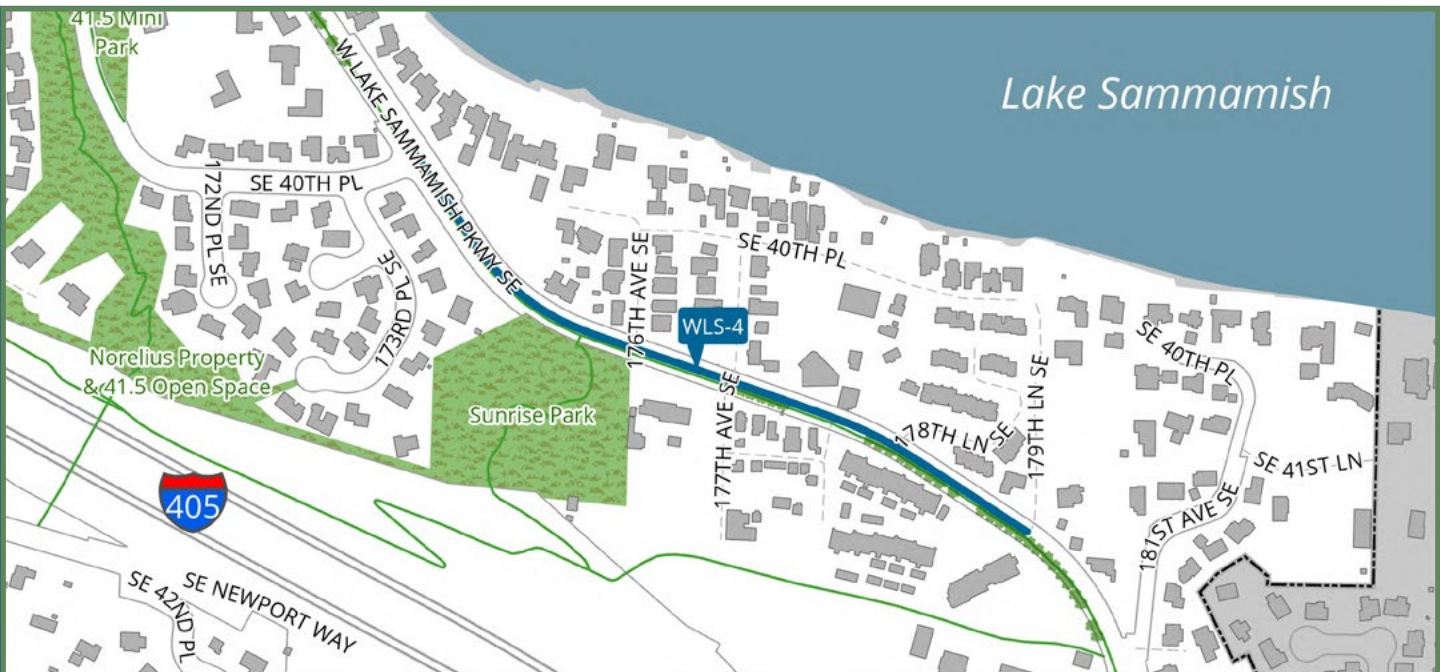 41.5 Mini
Park
W LAKE SAMMAMISH PKWY SE
Lake Sammamish
172ND PL SE
SE 40TH PL
173RD PL SE
176TH AVE SE
SE 40TH PL
WLS-4
SE 40TH PL
Norelius Property
& 41.5 Open Space
Sunrise Park
177TH AVE SE
178TH LN SE
179TH LN SE
SE 41ST LN
181ST AVE SE
405
SE NEWPORT WAY
SE 42ND PL